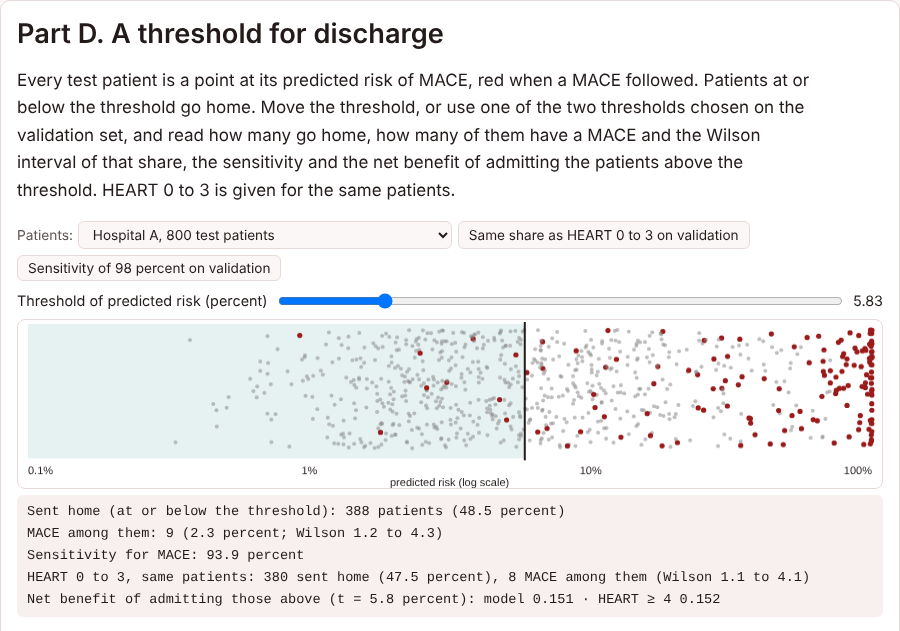 Part D. A threshold for discharge
Every test patient is a point at its predicted risk of MACE, red when a MACE followed. Patients at or
below the threshold go home. Move the threshold, or use one of the two thresholds chosen on the
validation set, and read how many go home, how many of them have a MACE and the Wilson
interval of that share, the sensitivity and the net benefit of admitting the patients above the
threshold. HEART 0 to 3 is given for the same patients.
Patients: Hospital A, 800 test patients Same share as HEART 0 to 3 on validation
Sensitivity of 98 percent on validation
Threshold of predicted risk (percent) 5.83
0.1% 1% 10% 100%
predicted risk (log scale)
Sent home (at or below the threshold): 388 patients (48.5 percent)
MACE among them: 9 (2.3 percent; Wilson 1.2 to 4.3)
Sensitivity for MACE: 93.9 percent
HEART 0 to 3, same patients: 380 sent home (47.5 percent), 8 MACE among them (Wilson 1.1 to 4.1)
Net benefit of admitting those above (t = 5.8 percent): model 0.151 · HEART ≥ 4 0.152